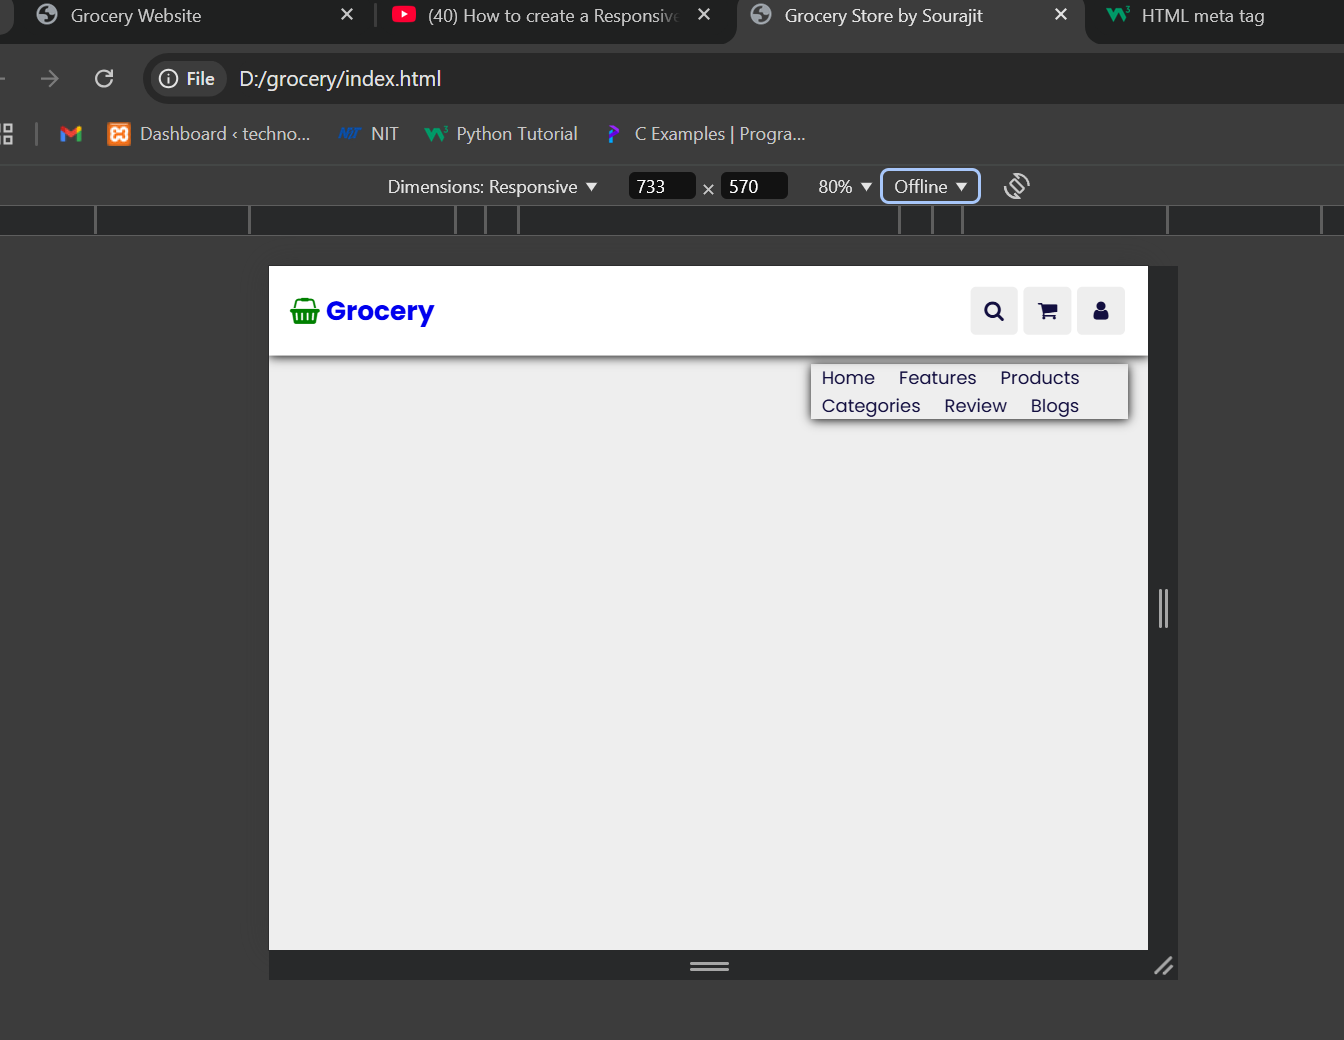 Grocery Website
(40) How to create a Responsive
Grocery Store by Sourajit
HTML meta tag
File D:/grocery/index.html
Dashboard ‹ techno...
NIT NIT
Python Tutorial
C Examples | Progra...
Dimensions: Responsive ▼ 733 × 570 80% ▼ Offline ▼
Grocery
Home Features Products
Categories Review Blogs